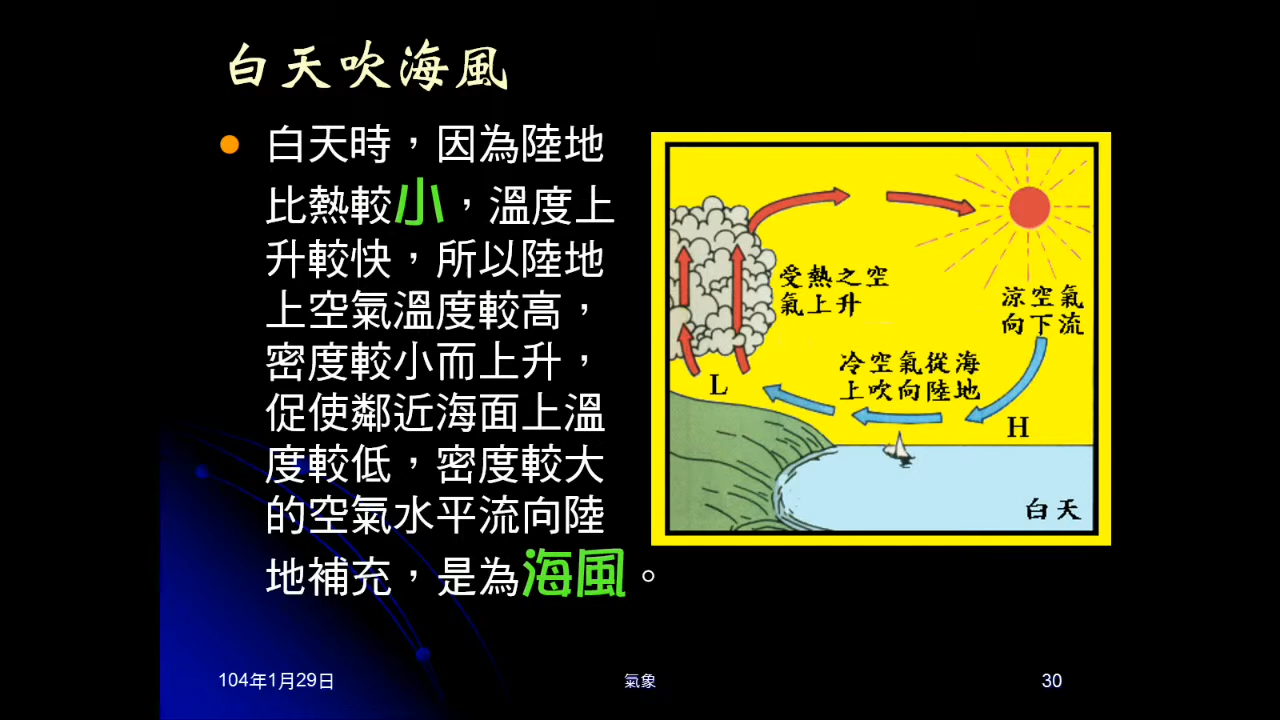 白天吹海風
白天時，因為陸地
比熱較小，溫度上
升較快，所以陸地
上空氣溫度較高，
密度較小而上升，
促使鄰近海面上溫
度較低，密度較大
的空氣水平流向陸
地補充，是為海風。
受熱之空
氣上升
涼空氣
向下流
冷空氣從海
上吹向陸地
L
H
白天
104年1月29日
氣象
30